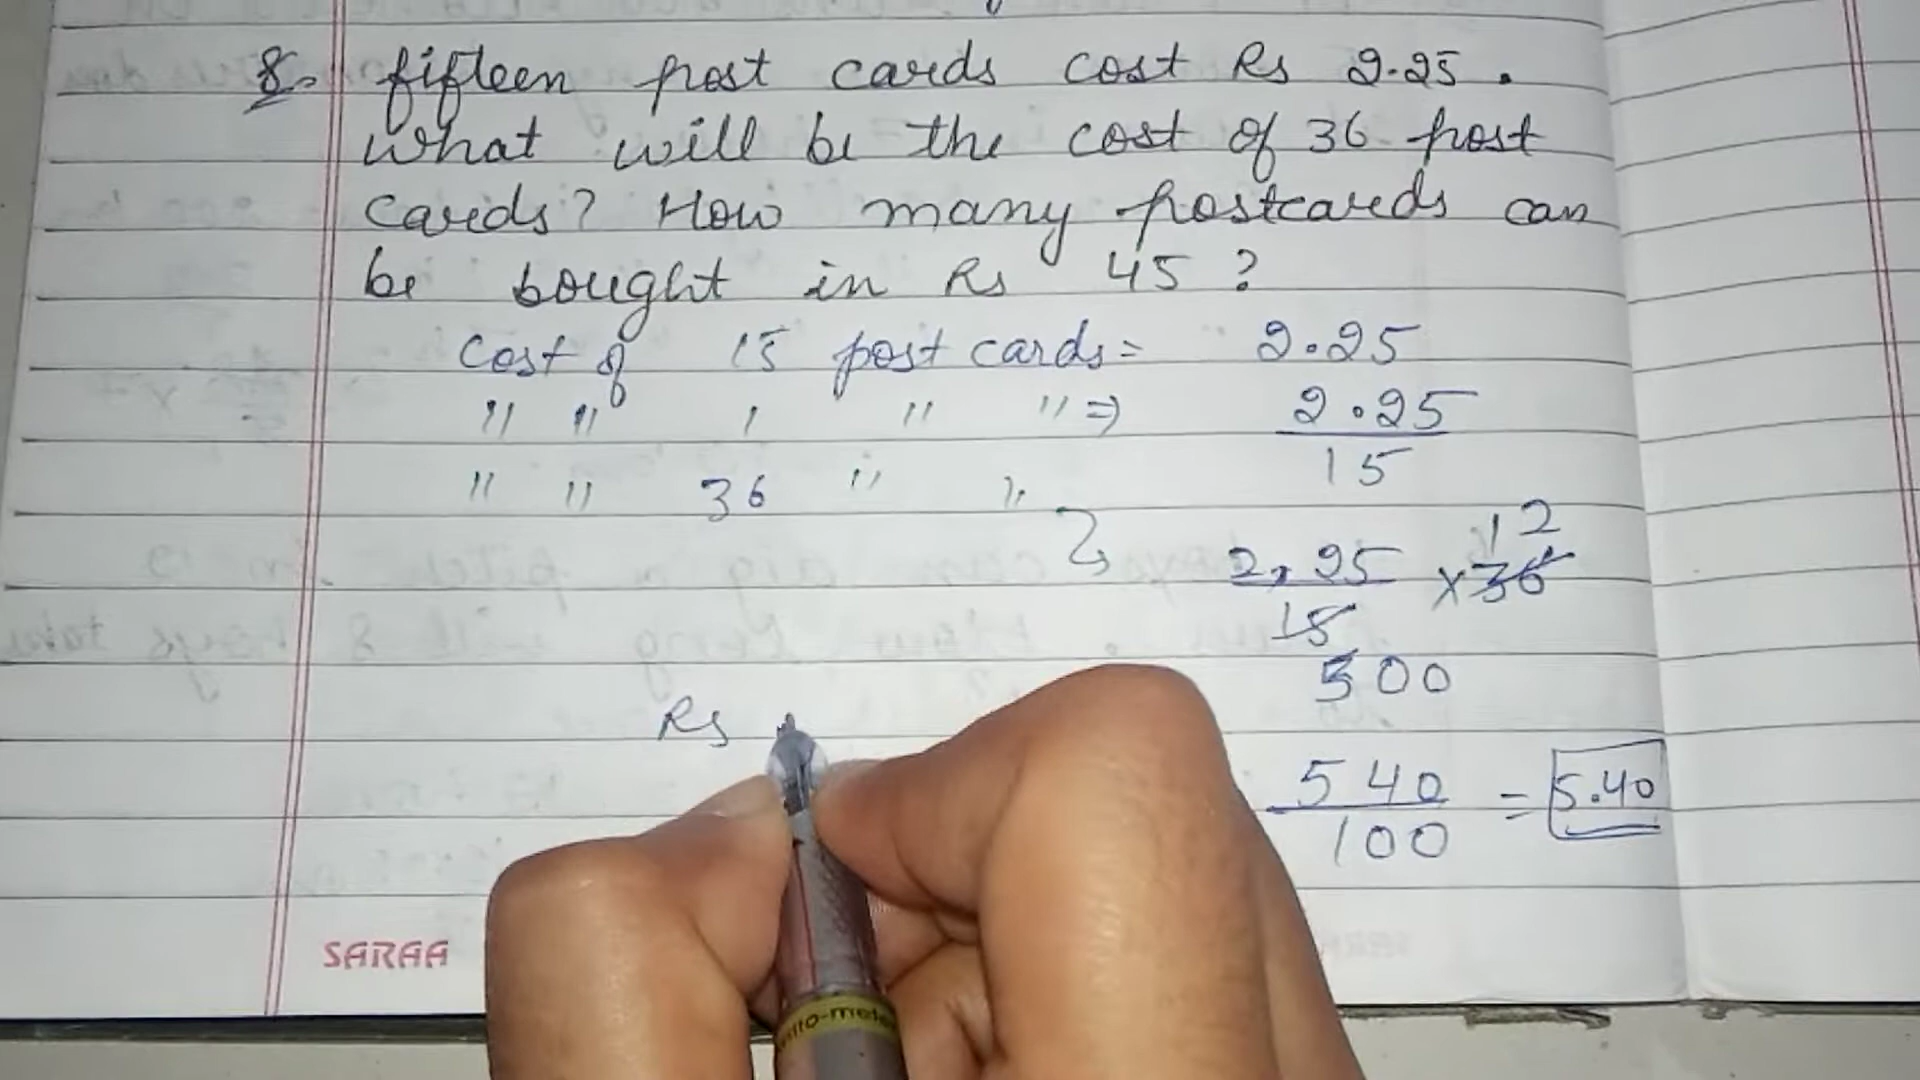 8. fifteen post cards cost Rs 2.25.
What will be the cost of 36 post
cards? How many postcards can
be bought in Rs 45?
Cost of 15 post cards = 2.25
" " 1 " " => 2.25
15
" " 36 " "
2.25 × 36 12
15
500
Rs
540
100
= 5.40
SARAA